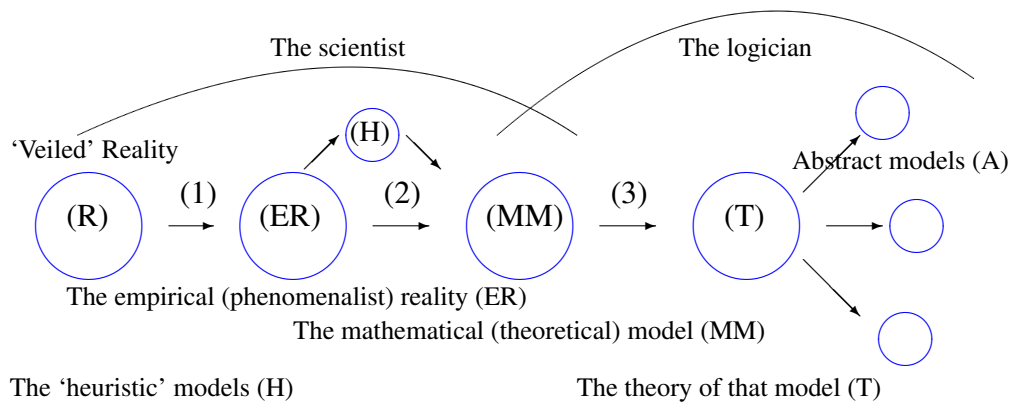 The scientist
The logician
(H)
‘Veiled’ Reality
Abstract models (A)
(1)
(2)
(3)
(R)
(ER)
(MM)
(T)
The empirical (phenomenalist) reality (ER)
The mathematical (theoretical) model (MM)
The ‘heuristic’ models (H)
The theory of that model (T)